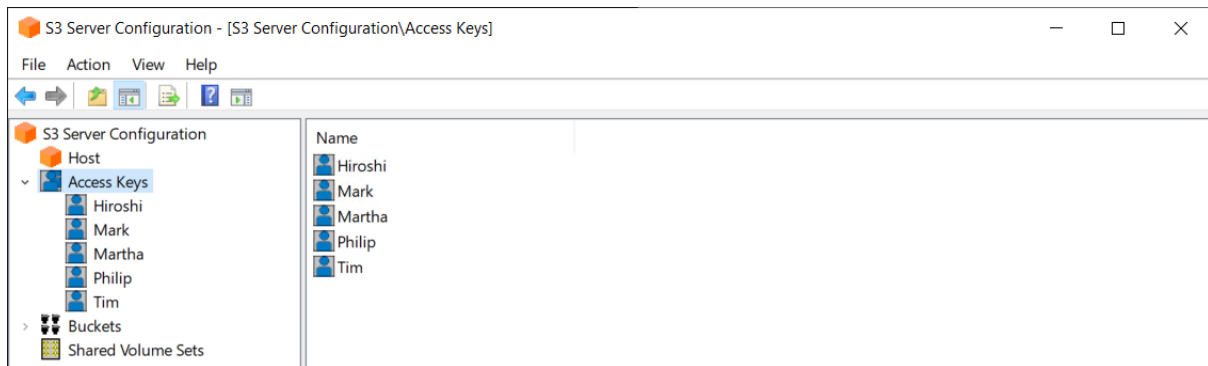 S3 Server Configuration - [S3 Server Configuration\Access Keys]
File Action View Help
S3 Server Configuration
Host
Access Keys
Hiroshi
Mark
Martha
Philip
Tim
Buckets
Shared Volume Sets
Name
Hiroshi
Mark
Martha
Philip
Tim